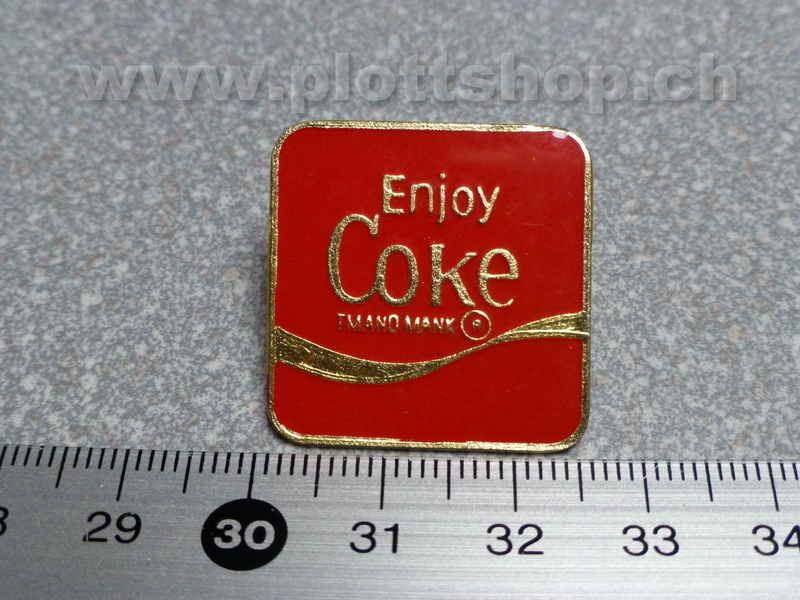 www.plottshop.ch
Enjoy
Coke
TMANO MANK ®
29 30 31 32 33 34